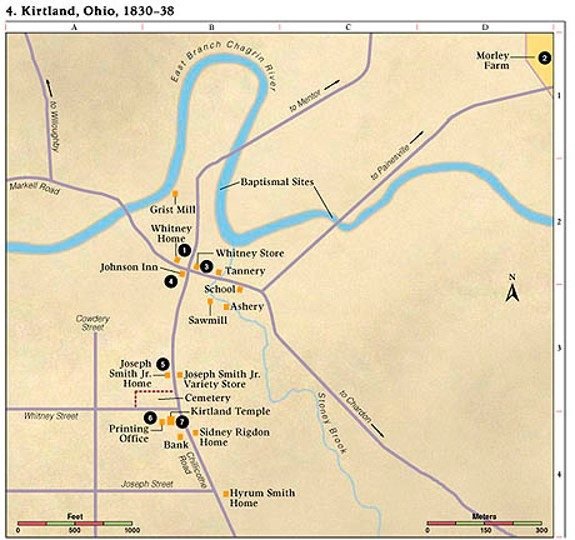 4. Kirtland, Ohio, 1830–38
A B C D
East Branch Chagrin River
Morley
Farm
2
1
to Willoughby
to Mentor
to Painesville
Markell Road
Baptismal Sites
Grist Mill
2
Whitney
Home
1
Whitney Store
3
Tannery
Johnson Inn
4
School
Ashery
Sawmill
N
Cowdery
Street
3
Joseph
Smith Jr.
Home
5
Joseph Smith Jr.
Variety Store
Cemetery
to Chardon
Stoney Brook
Whitney Street
Kirtland Temple
6
7
Printing
Office
Sidney Rigdon
Home
Bank
Chillicothe
Road
4
Joseph Street
Hyrum Smith
Home
Feet
0 500 1000
Meters
0 150 300